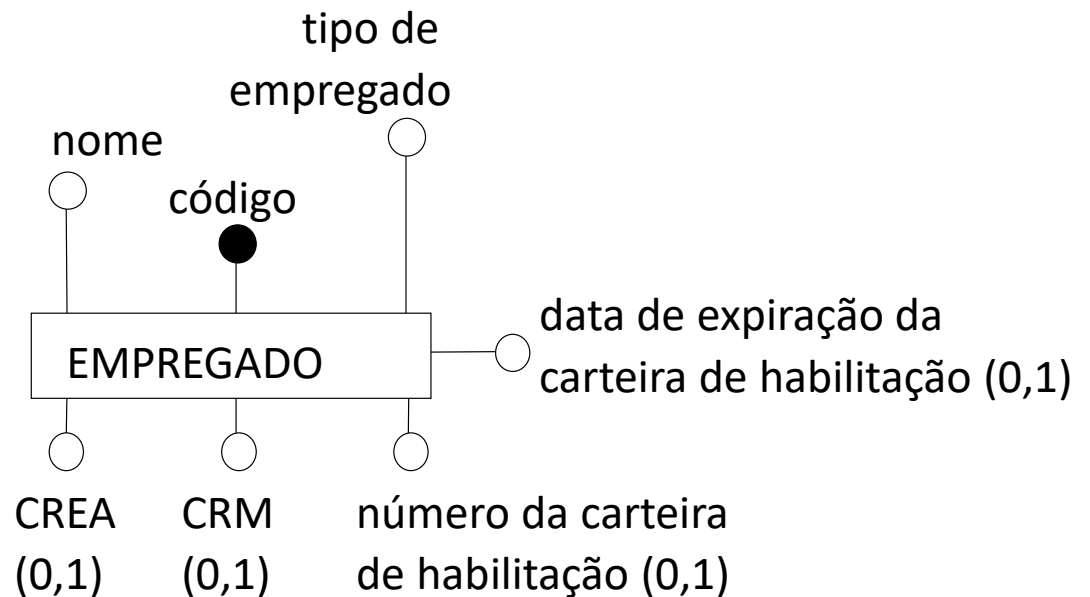 tipo de
empregado
nome
código
EMPREGADO
data de expiração da
carteira de habilitação (0,1)
CREA
(0,1)
CRM
(0,1)
número da carteira
de habilitação (0,1)